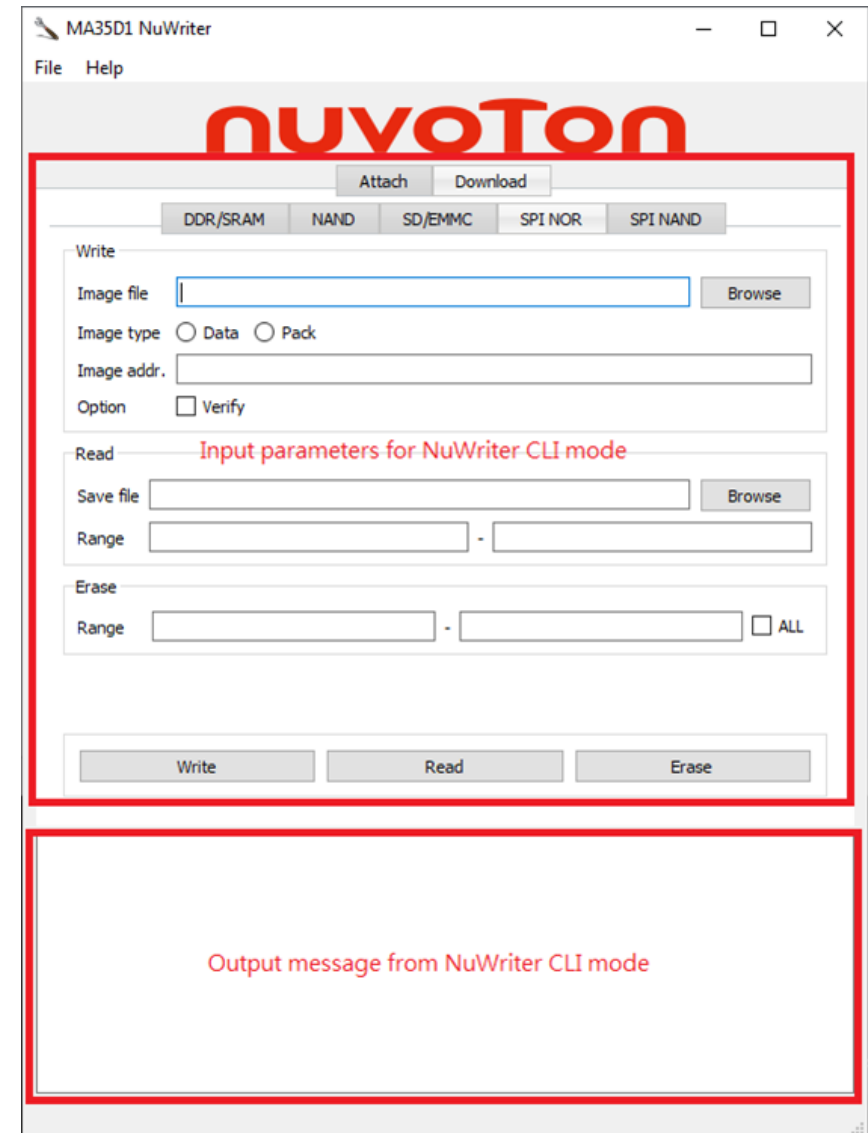 MA35D1 NuWriter
File Help
nuvoTon
Attach Download
DDR/SRAM NAND SD/EMMC SPI NOR SPI NAND
Write
Image file Browse
Image type Data Pack
Image addr.
Option Verify
Input parameters for NuWriter CLI mode
Read
Save file Browse
Range -
Erase
Range - ALL
Write Read Erase
Output message from NuWriter CLI mode